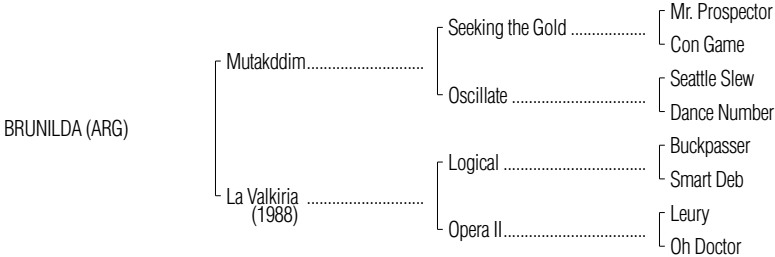 Mr. Prospector
Seeking the Gold ..................
Con Game
Mutakddim...........................
Seattle Slew
Oscillate ................................
Dance Number
BRUNILDA (ARG)
Buckpasser
Logical ..................................
Smart Deb
La Valkiria ...........................
(1988)
Leury
Opera II..................................
Oh Doctor